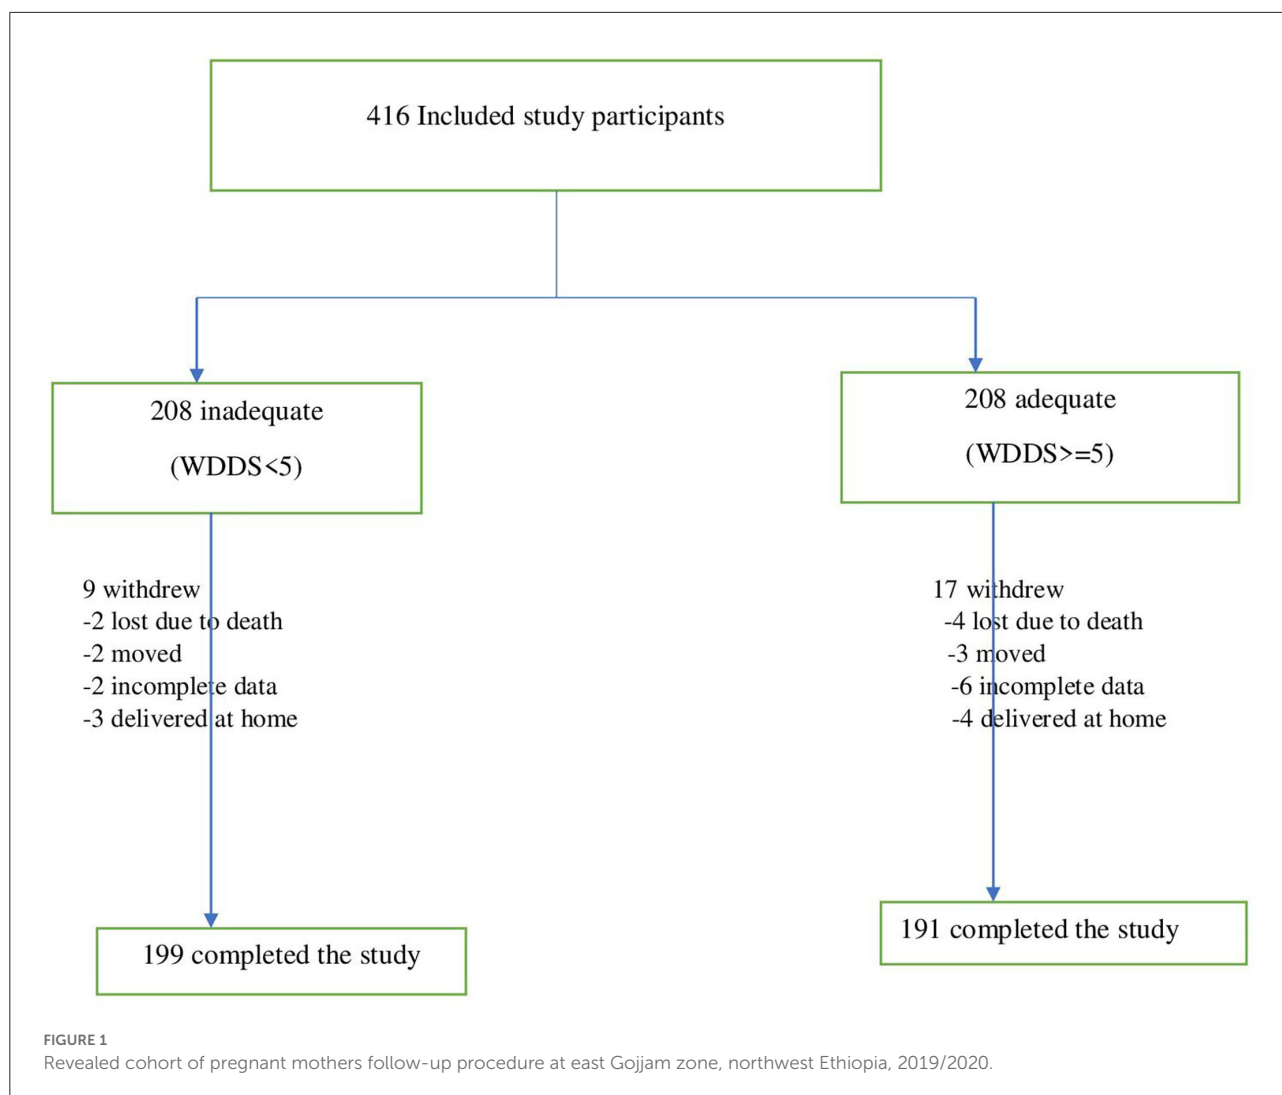 416 Included study participants
208 inadequate
(WDDS<5)
208 adequate
(WDDS>=5)
9 withdrew
-2 lost due to death
-2 moved
-2 incomplete data
-3 delivered at home
17 withdrew
-4 lost due to death
-3 moved
-6 incomplete data
-4 delivered at home
199 completed the study
191 completed the study
FIGURE 1
Revealed cohort of pregnant mothers follow-up procedure at east Gojjam zone, northwest Ethiopia, 2019/2020.